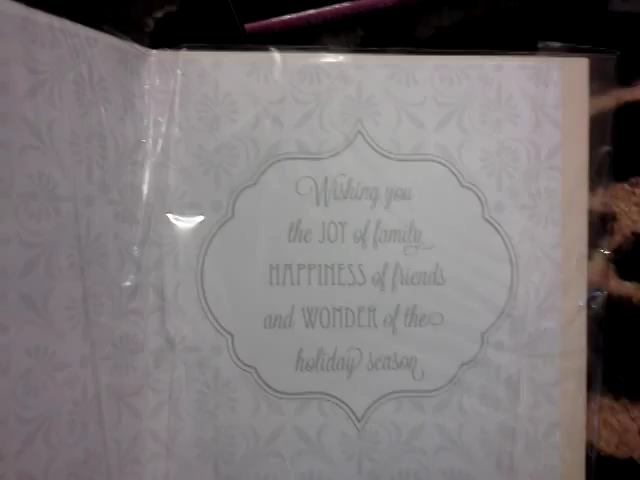 Wishing you
the JOY of family
HAPPINESS of friends
and WONDER of the
holiday season